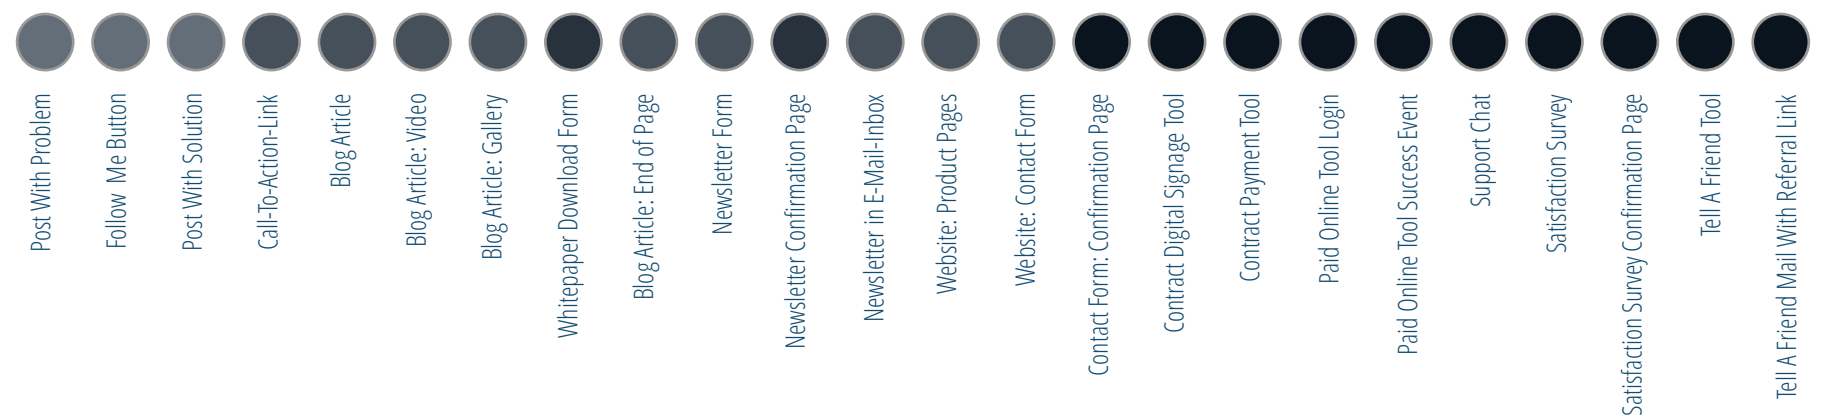 Post With Problem
Follow  Me Button
Post With Solution
Call-To-Action-Link
Blog Article
Blog Article: Video
Blog Article: Gallery
Whitepaper Download Form
Blog Article: End of Page
Newsletter Form
Newsletter Confirmation Page
Newsletter in E-Mail-Inbox
Website: Product Pages
Website: Contact Form
Contact Form: Confirmation Page
Contract Digital Signage Tool
Contract Payment Tool
Paid Online Tool Login
Paid Online Tool Success Event
Support Chat
Satisfaction Survey
Satisfaction Survey Confirmation Page
Tell A Friend Tool
Tell A Friend Mail With Referral Link